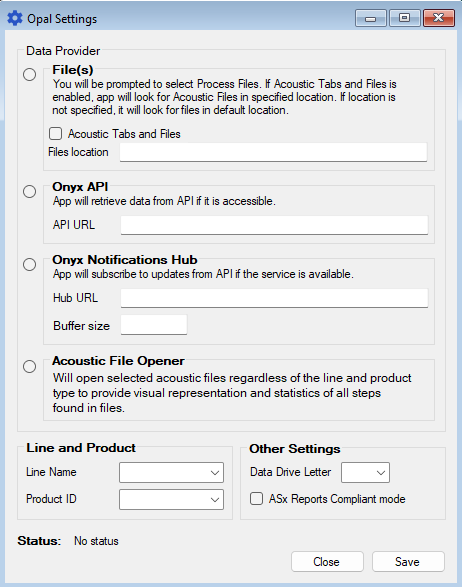 Opal Settings
Data Provider
File(s)
You will be prompted to select Process Files. If Acoustic Tabs and Files is
enabled, app will look for Acoustic Files in specified location. If location is
not specified, it will look for files in default location.
Acoustic Tabs and Files
Files location
Onyx API
App will retrieve data from API if it is accessible.
API URL
Onyx Notifications Hub
App will subscribe to updates from API if the service is available.
Hub URL
Buffer size
Acoustic File Opener
Will open selected acoustic files regardless of the line and product
type to provide visual representation and statistics of all steps
found in files.
Line and Product
Line Name
Product ID
Other Settings
Data Drive Letter
ASx Reports Compliant mode
Status: No status
Close
Save